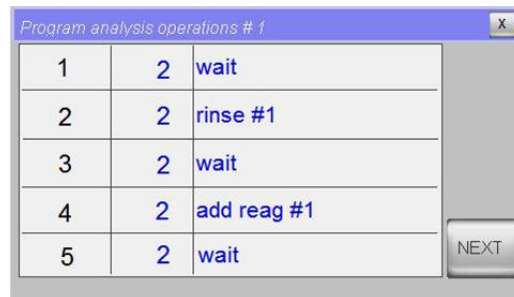 Program analysis operations # 1 X
1 2 wait
2 2 rinse #1
3 2 wait
4 2 add reag #1
5 2 wait
NEXT